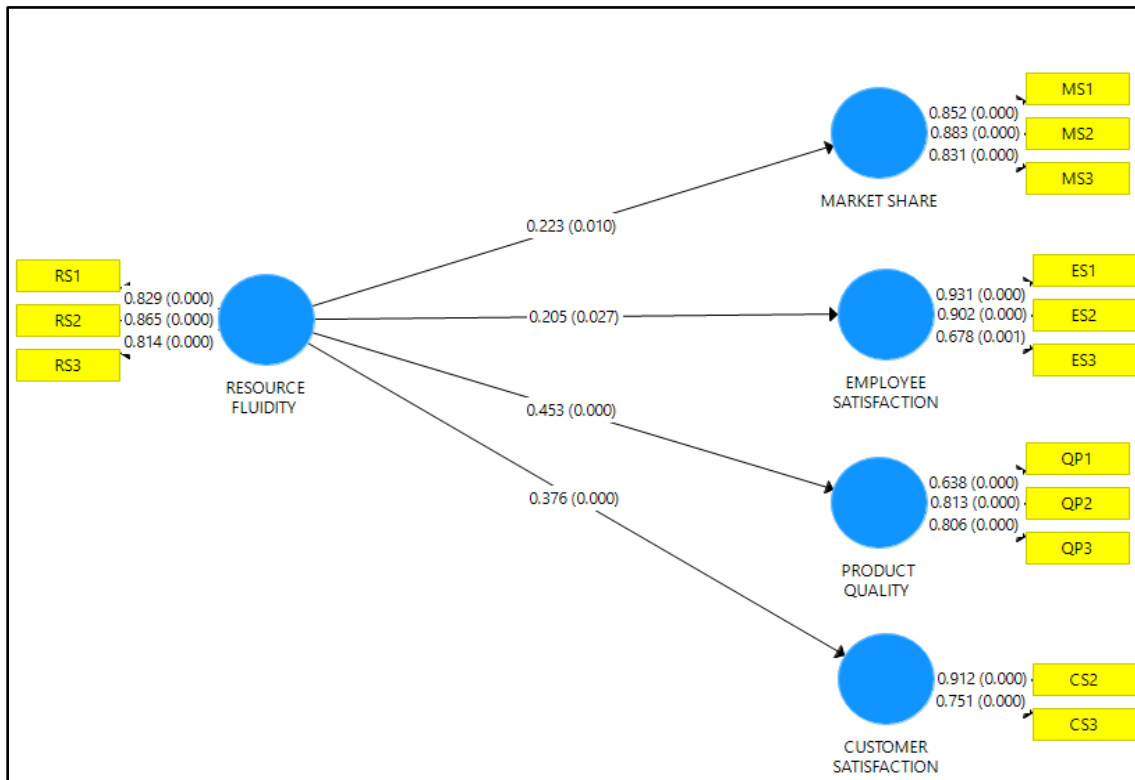 MS1
0.852 (0.000)
0.883 (0.000)
MS2
0.831 (0.000)
MS3
MARKET SHARE
0.223 (0.010)
RS1
0.829 (0.000)
RS2
0.865 (0.000)
0.814 (0.000)
RS3
RESOURCE
FLUIDITY
ES1
0.931 (0.000)
0.205 (0.027)
0.902 (0.000)
ES2
0.678 (0.001)
ES3
EMPLOYEE
SATISFACTION
0.453 (0.000)
QP1
0.638 (0.000)
0.813 (0.000)
QP2
0.806 (0.000)
QP3
0.376 (0.000)
PRODUCT
QUALITY
0.912 (0.000)
CS2
0.751 (0.000)
CS3
CUSTOMER
SATISFACTION